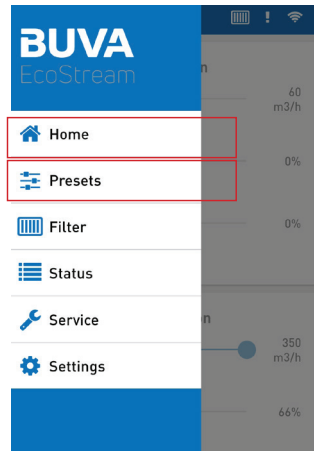 BUVA
EcoStream
!
n
60
m3/h
Home
0%
Presets
Filter
0%
Status
Service
n
350
m3/h
Settings
66%